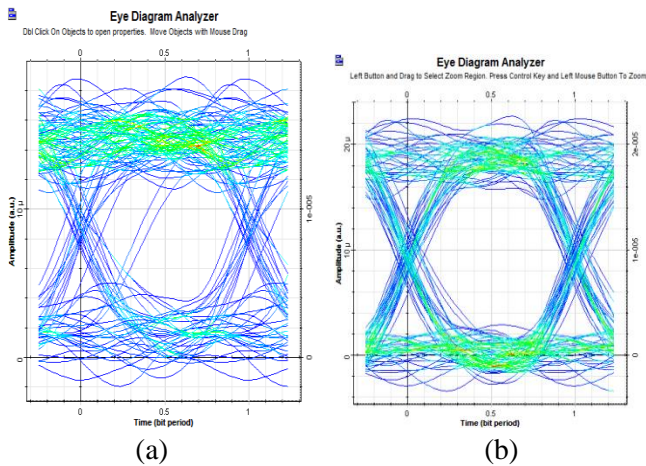 Eye Diagram Analyzer
Dbl Click On Objects to open properties. Move Objects with Mouse Drag
0 0.5 1
Amplitude (a.u.)
0 10 µ
1e-005
0
0 0.5 1
Time (bit period)
(a)
Eye Diagram Analyzer
Left Button and Drag to Select Zoom Region. Press Control Key and Left Mouse Button To Zoom
0 0.5 1
Amplitude (a.u.)
0 10 µ 20 µ
2e-005
1e-005
0
0 0.5 1
Time (bit period)
(b)